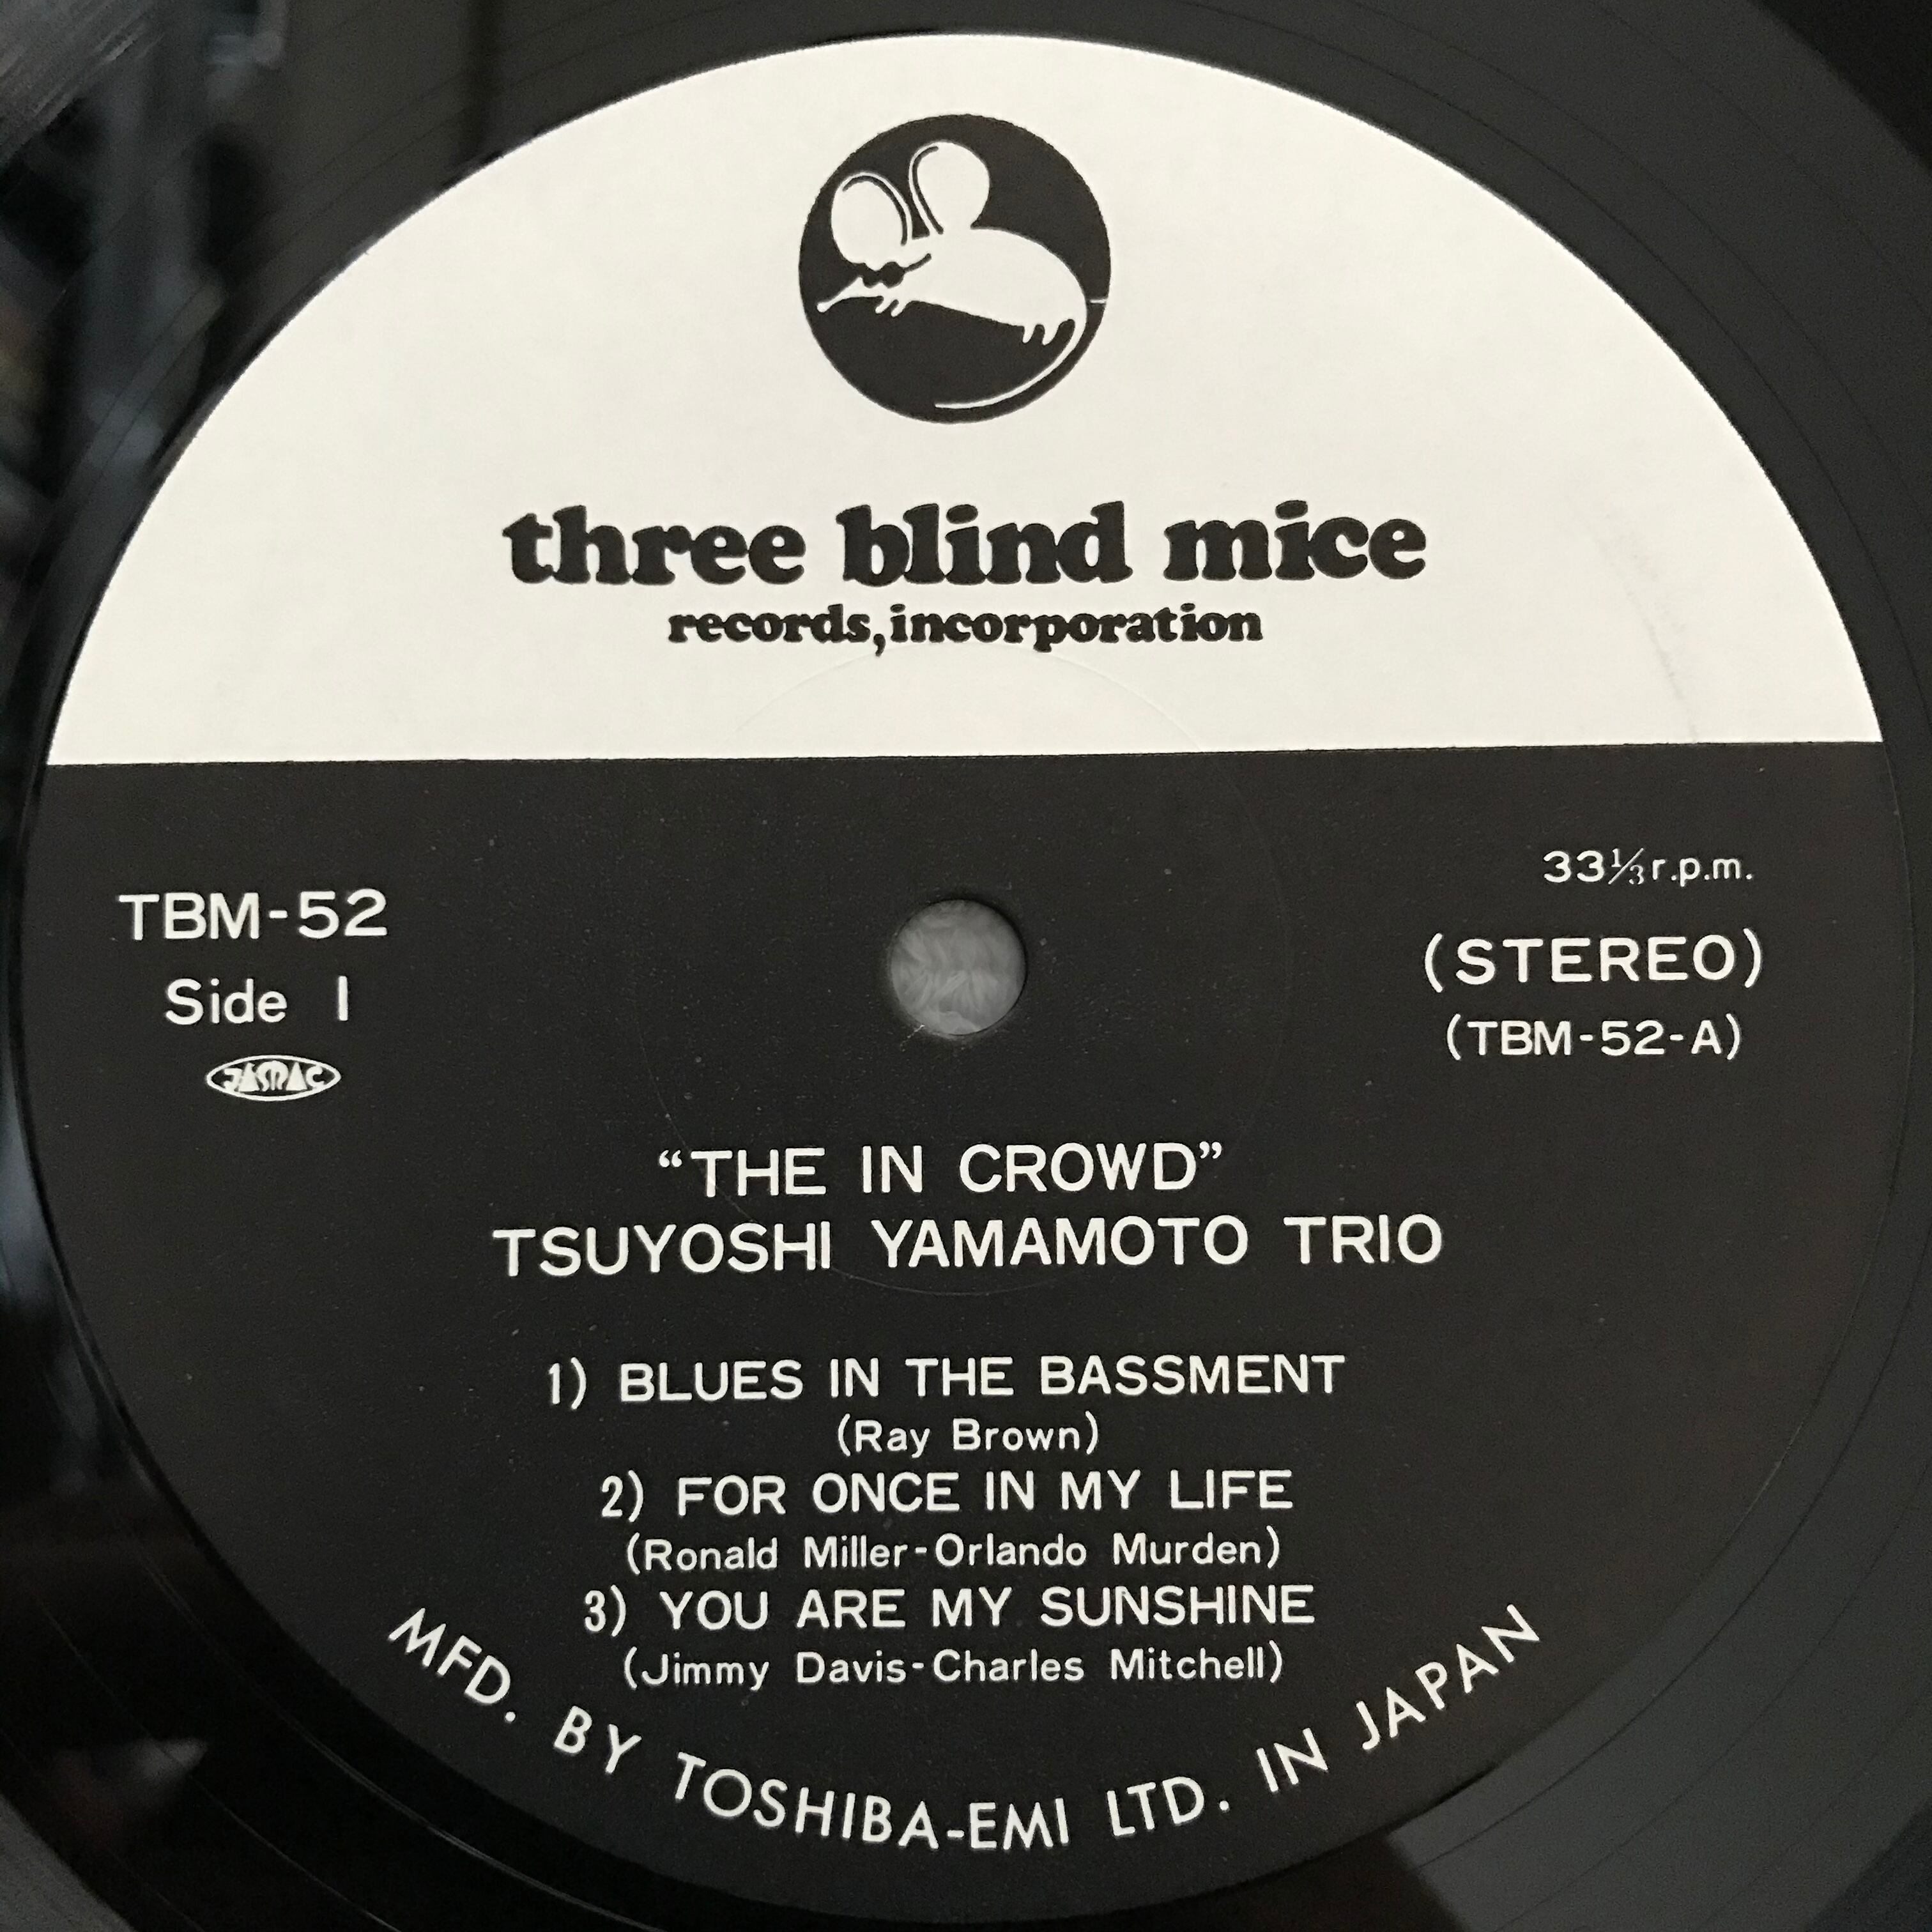 three blind mice
records, incorporation
33⅓ r.p.m.
TBM-52
(STEREO)
Side 1
(TBM-52-A)
JASRAC
“THE IN CROWD”
TSUYOSHI YAMAMOTO TRIO
1) BLUES IN THE BASSMENT
(Ray Brown)
2) FOR ONCE IN MY LIFE
(Ronald Miller-Orlando Murden)
3) YOU ARE MY SUNSHINE
(Jimmy Davis-Charles Mitchell)
MFD. BY TOSHIBA-EMI LTD. IN JAPAN